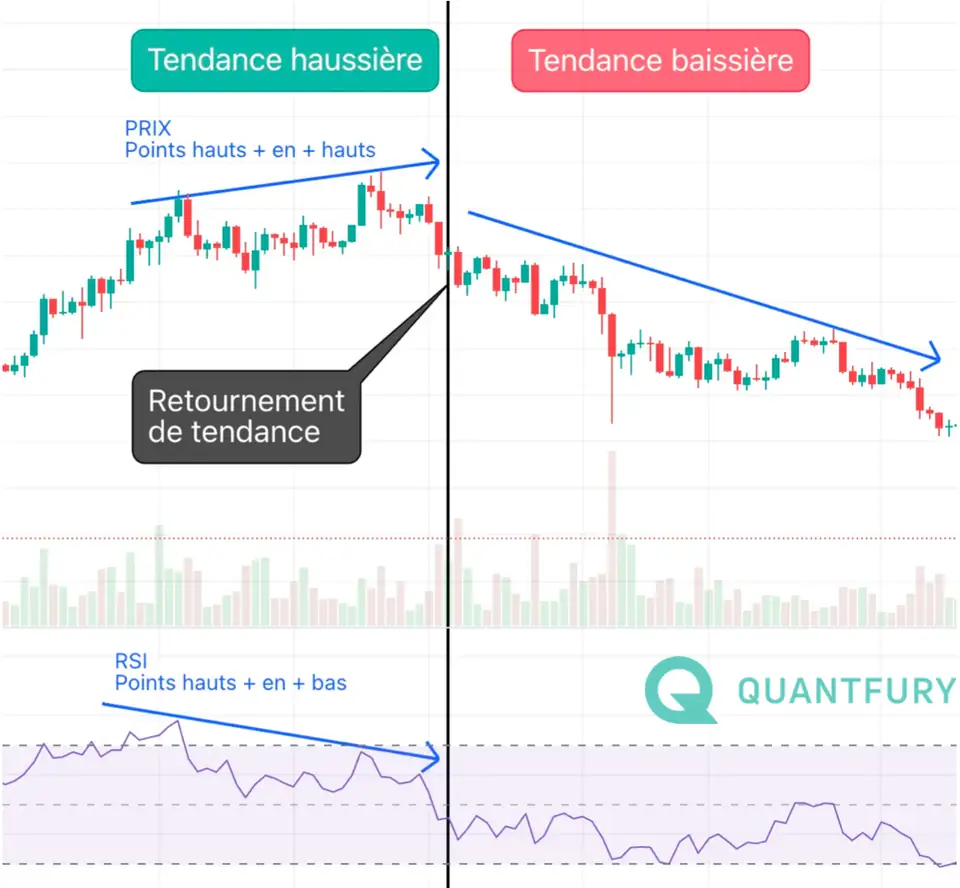 Tendance haussière
Tendance baissière
PRIX
Points hauts + en + hauts
Retournement
de tendance
RSI
Points hauts + en + bas
QUANTFURY